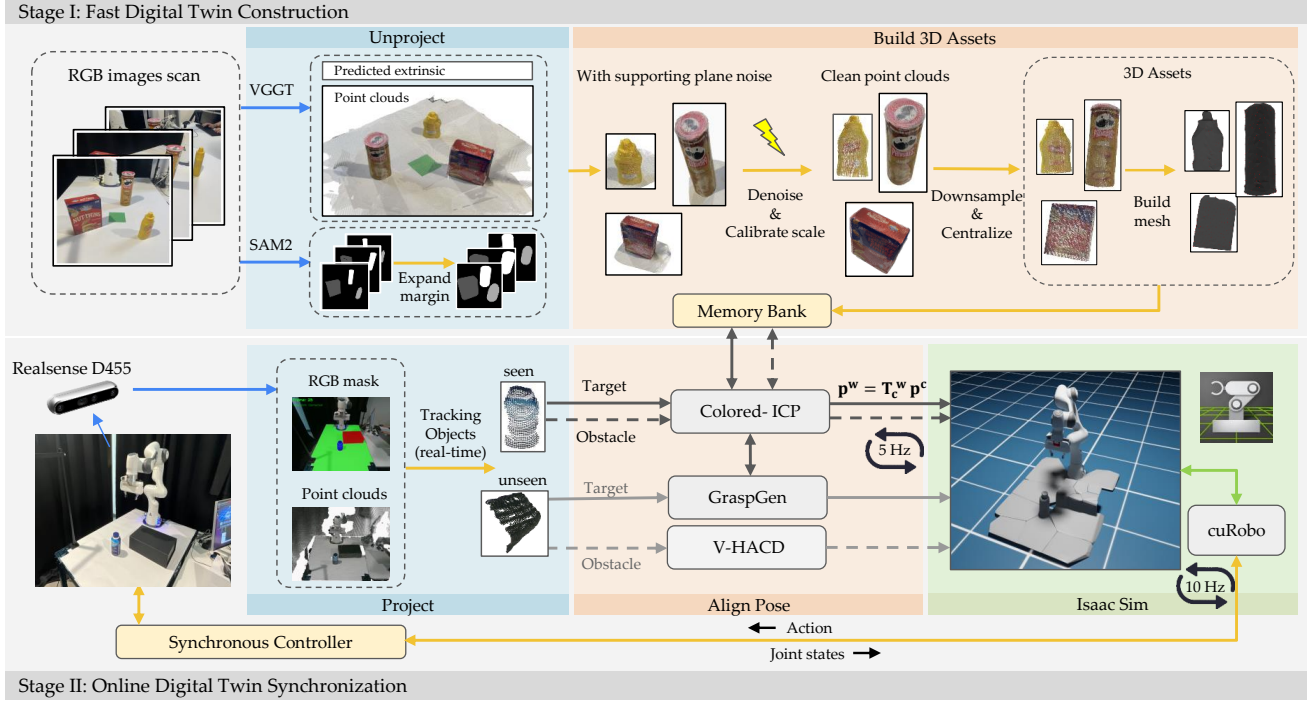 Stage I: Fast Digital Twin Construction
Unproject
Build 3D Assets
RGB images scan
VGGT
Predicted extrinsic
Point clouds
SAM2
Expand
margin
With supporting plane noise
Denoise
&
Calibrate scale
Clean point clouds
Downsample
&
Centralize
3D Assets
Build
mesh
Memory Bank
Realsense D455
RGB mask
Point clouds
Tracking
Objects
(real-time)
seen
unseen
Target
Obstacle
Target
Obstacle
Colored- ICP
GraspGen
V-HACD
p^w = T_c^w p^c
5 Hz
cuRobo
10 Hz
Project
Align Pose
Isaac Sim
Synchronous Controller
Action
Joint states
Stage II: Online Digital Twin Synchronization